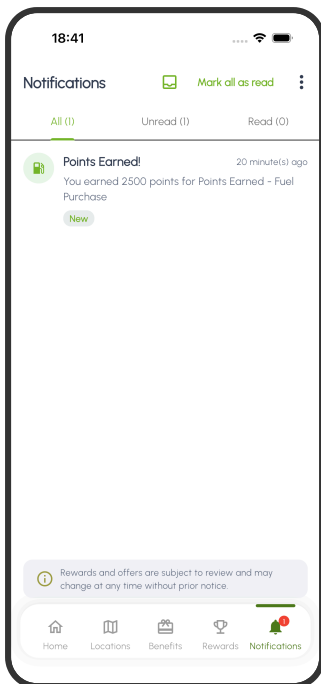 18:41
Notifications
Mark all as read
All (1)
Unread (1)
Read (0)
Points Earned!
20 minute(s) ago
You earned 2500 points for Points Earned - Fuel
Purchase
New
Rewards and offers are subject to review and may
change at any time without prior notice.
1
Home
Locations
Benefits
Rewards
Notifications